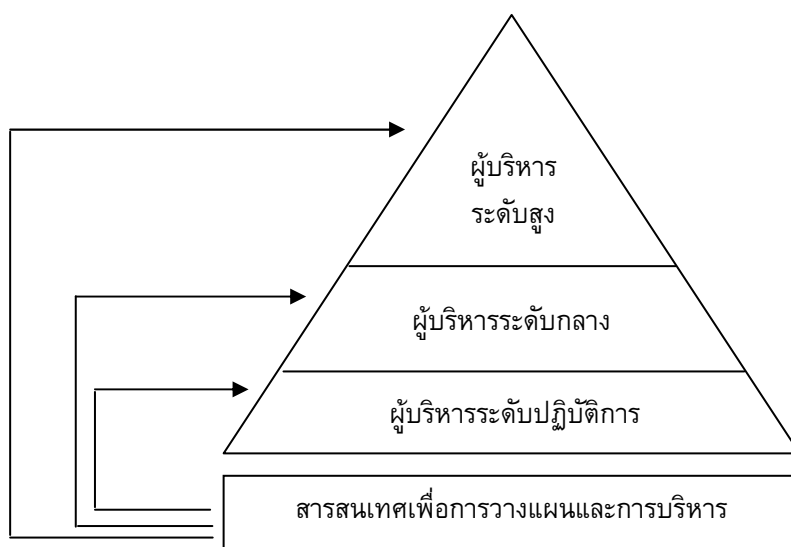 ผู้บริหาร
ระดับสูง
ผู้บริหารระดับกลาง
ผู้บริหารระดับปฏิบัติการ
สารสนเทศเพื่อการวางแผนและการบริหาร